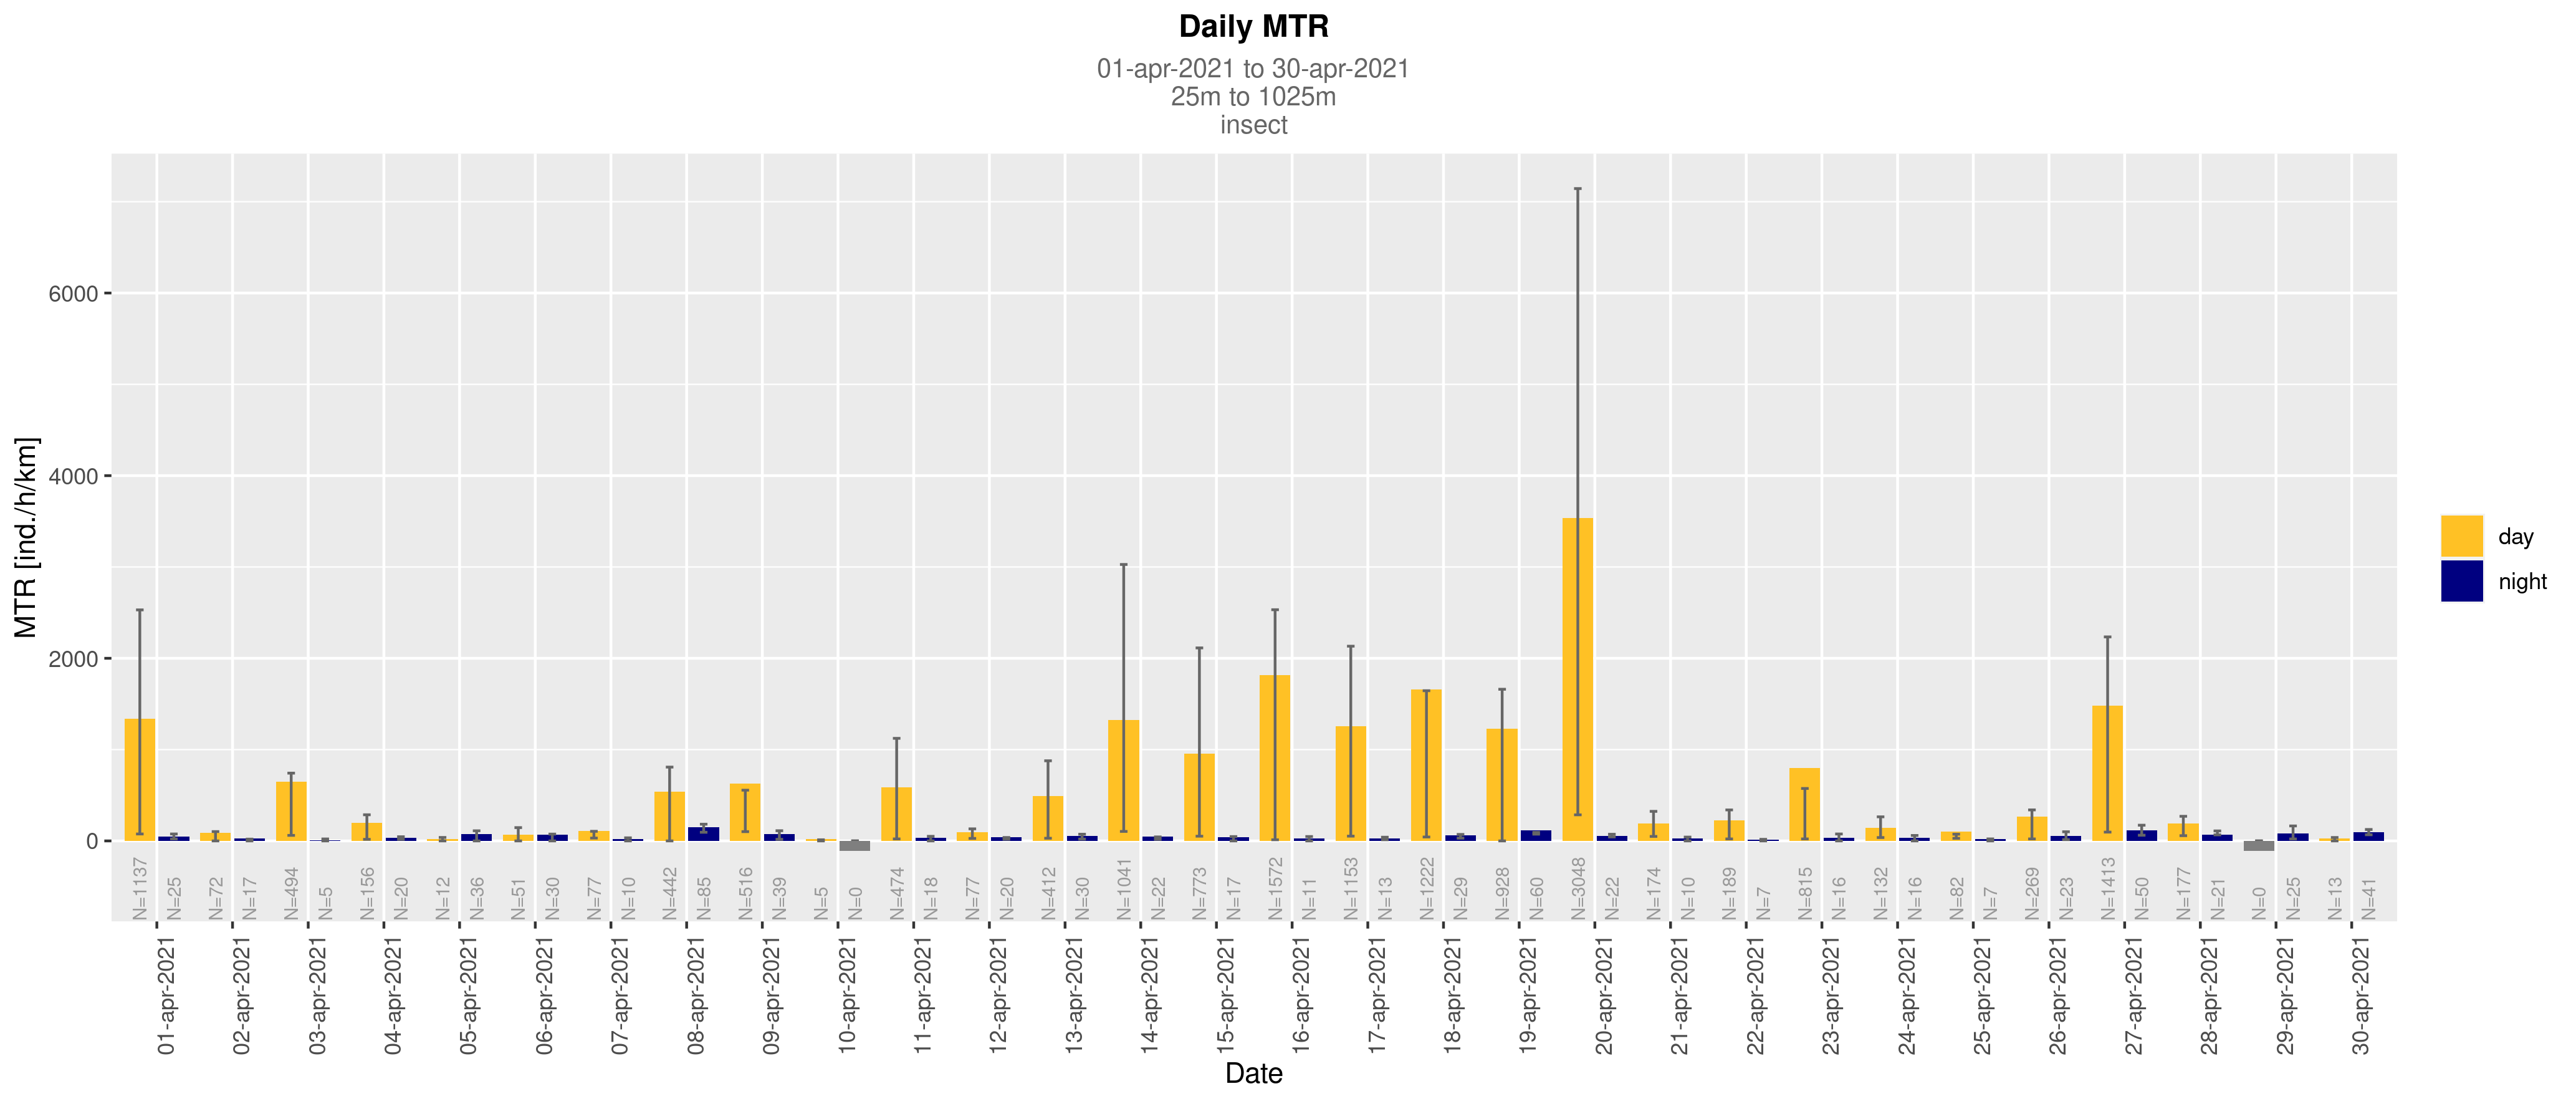 Daily MTR
01-apr-2021 to 30-apr-2021
25m to 1025m
insect
MTR [ind./h/km]
6000
4000
2000
0
day
night
N=1137
N=25
N=72
N=17
N=494
N=5
N=156
N=20
N=12
N=36
N=51
N=30
N=77
N=10
N=442
N=85
N=516
N=39
N=5
N=0
N=474
N=18
N=77
N=20
N=412
N=30
N=1041
N=22
N=773
N=17
N=1572
N=11
N=1153
N=13
N=1222
N=29
N=928
N=60
N=3048
N=22
N=174
N=10
N=189
N=7
N=815
N=16
N=132
N=16
N=82
N=7
N=269
N=23
N=1413
N=50
N=177
N=21
N=0
N=25
N=13
N=41
01-apr-2021
02-apr-2021
03-apr-2021
04-apr-2021
05-apr-2021
06-apr-2021
07-apr-2021
08-apr-2021
09-apr-2021
10-apr-2021
11-apr-2021
12-apr-2021
13-apr-2021
14-apr-2021
15-apr-2021
16-apr-2021
17-apr-2021
18-apr-2021
19-apr-2021
20-apr-2021
21-apr-2021
22-apr-2021
23-apr-2021
24-apr-2021
25-apr-2021
26-apr-2021
27-apr-2021
28-apr-2021
29-apr-2021
30-apr-2021
Date